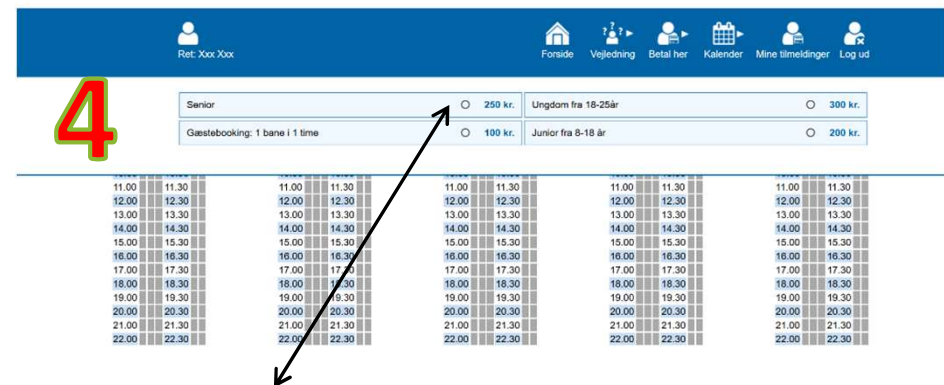 Ret: Xxx Xxx
Forside Vejledning Betal her Kalender Mine tilmeldinger Log ud
4
Senior 250 kr. Ungdom fra 18-25år 300 kr.
Gæstebooking: 1 bane i 1 time 100 kr. Junior fra 8-18 år 200 kr.
11.00 11.30 11.00 11.30 11.00 11.30 11.00 11.30 11.00 11.30
12.00 12.30 12.00 12.30 12.00 12.30 12.00 12.30 12.00 12.30
13.00 13.30 13.00 13.30 13.00 13.30 13.00 13.30 13.00 13.30
14.00 14.30 14.00 14.30 14.00 14.30 14.00 14.30 14.00 14.30
15.00 15.30 15.00 15.30 15.00 15.30 15.00 15.30 15.00 15.30
16.00 16.30 16.00 16.30 16.00 16.30 16.00 16.30 16.00 16.30
17.00 17.30 17.00 17.30 17.00 17.30 17.00 17.30 17.00 17.30
18.00 18.30 18.00 18.30 18.00 18.30 18.00 18.30 18.00 18.30
19.00 19.30 19.00 19.30 19.00 19.30 19.00 19.30 19.00 19.30
20.00 20.30 20.00 20.30 20.00 20.30 20.00 20.30 20.00 20.30
21.00 21.30 21.00 21.30 21.00 21.30 21.00 21.30 21.00 21.30
22.00 22.30 22.00 22.30 22.00 22.30 22.00 22.30 22.00 22.30